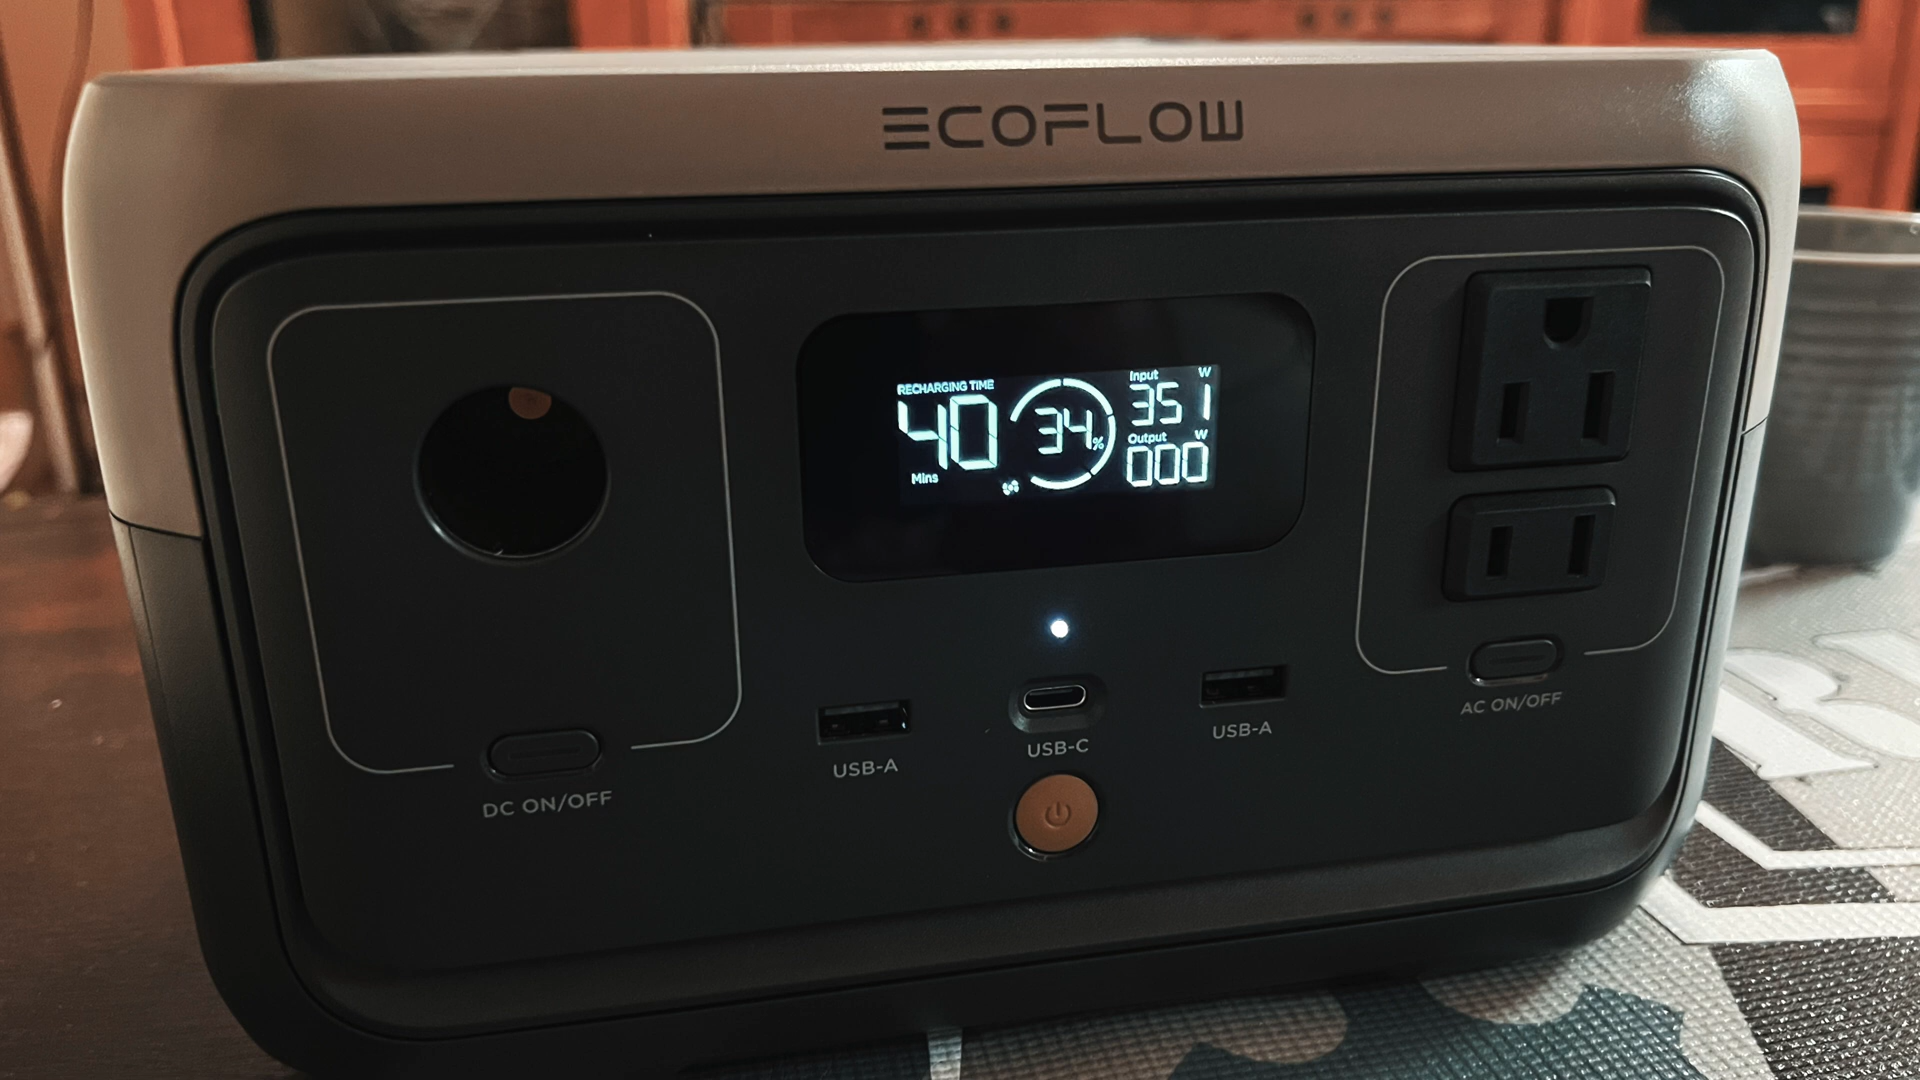 ECOFLOW
RECHARGING TIME
40
Mins
34%
Input W
351
Output W
000
USB-A
USB-C
USB-A
DC ON/OFF
AC ON/OFF